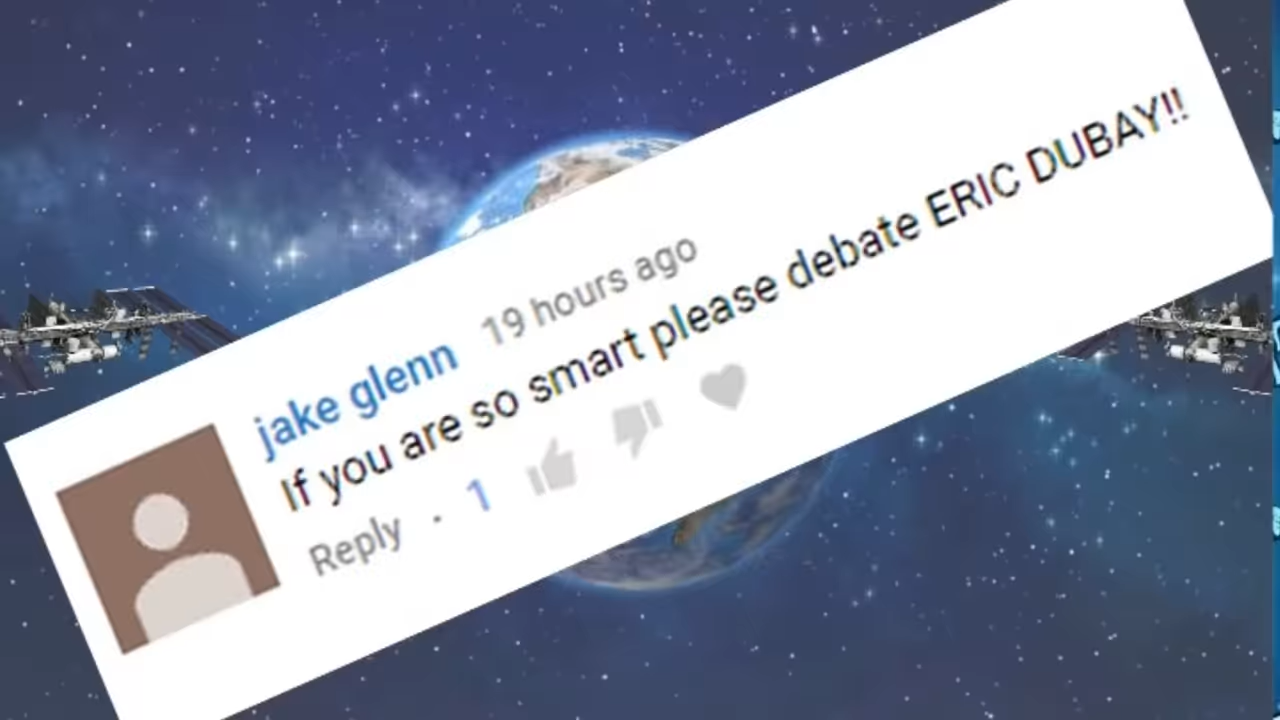 jake glenn 19 hours ago
If you are so smart please debate ERIC DUBAY!!
Reply · 1